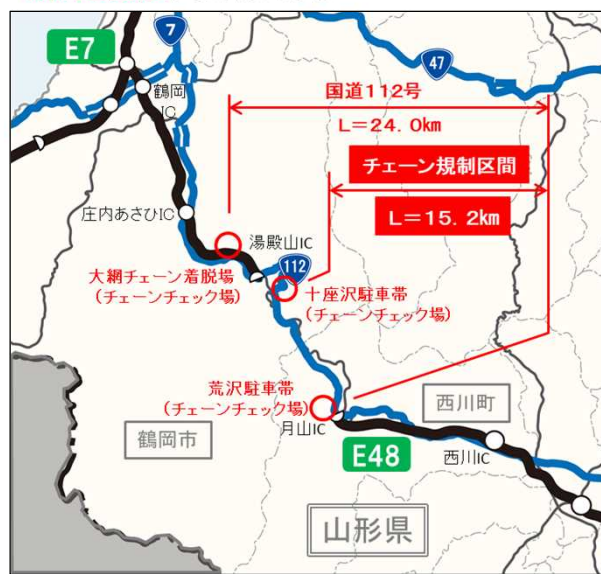 E7
7
47
国道112号
L=24.0km
鶴岡
IC
チェーン規制区間
L=15.2km
庄内あさひIC
湯殿山IC
大網チェーン着脱場
(チェーンチェック場)
112
十座沢駐車帯
(チェーンチェック場)
荒沢駐車帯
(チェーンチェック場)
月山IC
西川町
鶴岡市
E48
西川IC
山形県